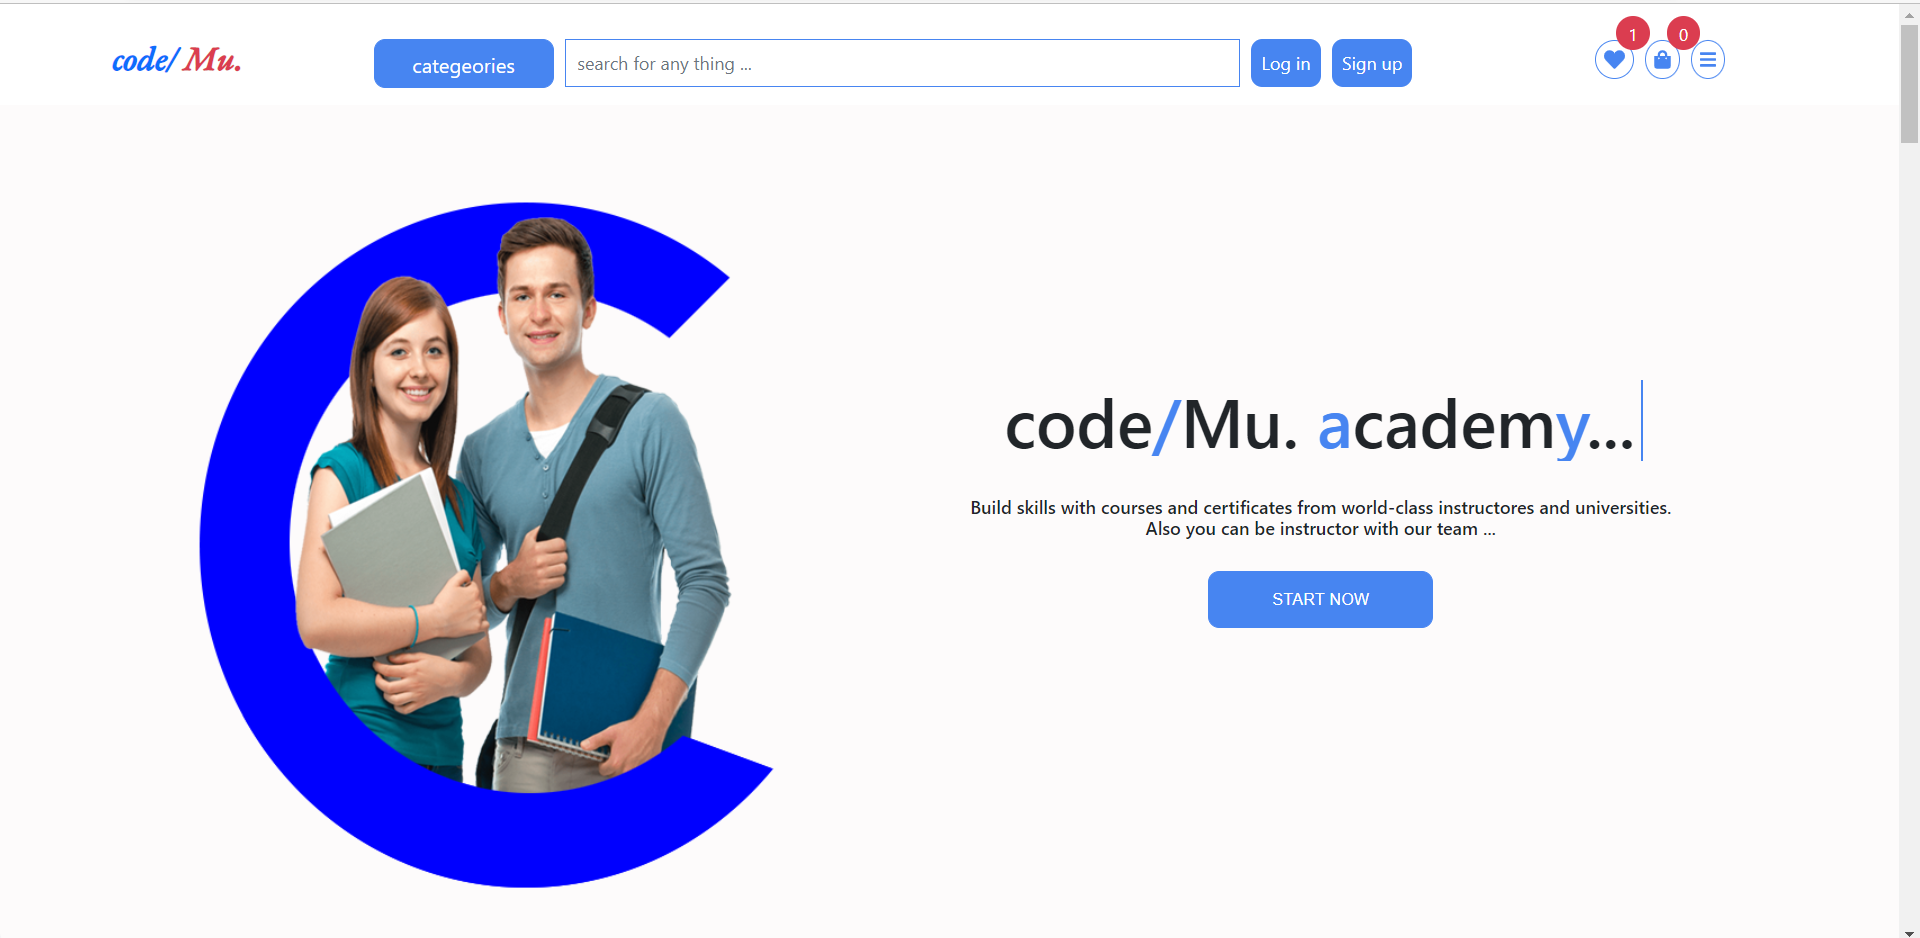 code/ Mu.
categeories
search for any thing ...
Log in
Sign up
1
0
code/Mu. academy...
Build skills with courses and certificates from world-class instructores and universities.
Also you can be instructor with our team ...
START NOW